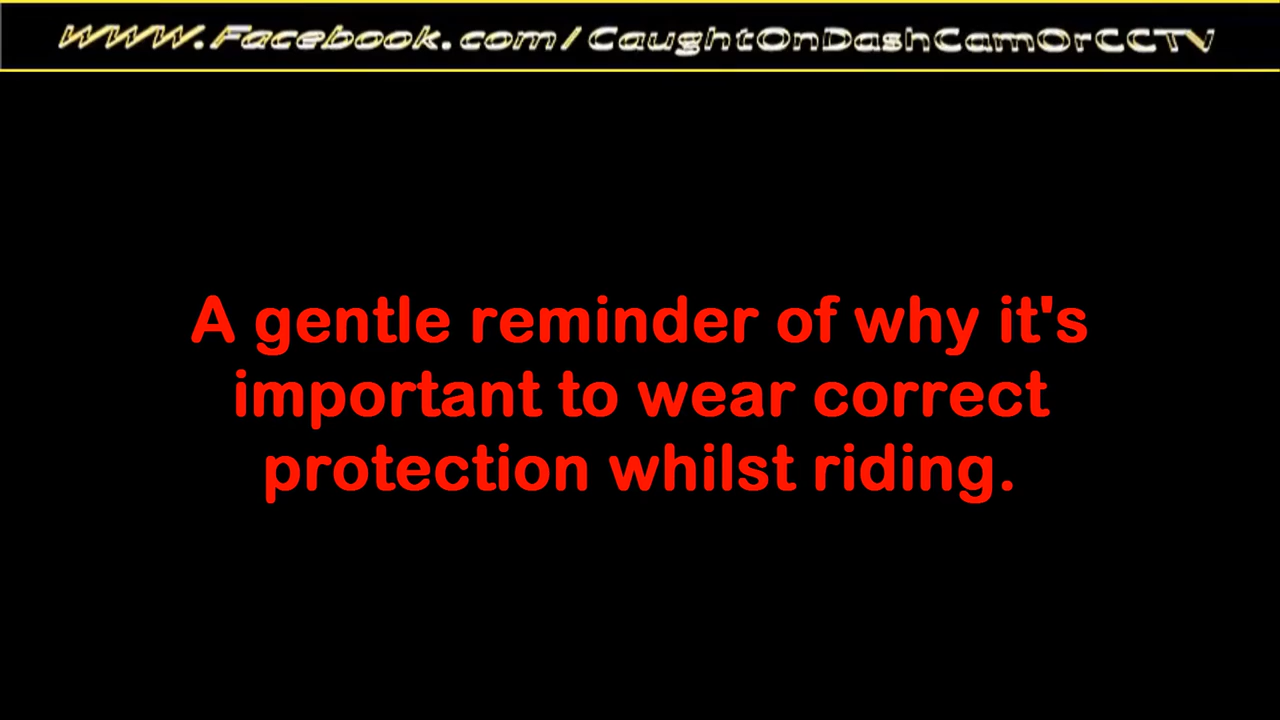 WWW.Facebook.com/CaughtOnDashCamOrCCTV
A gentle reminder of why it's
important to wear correct
protection whilst riding.